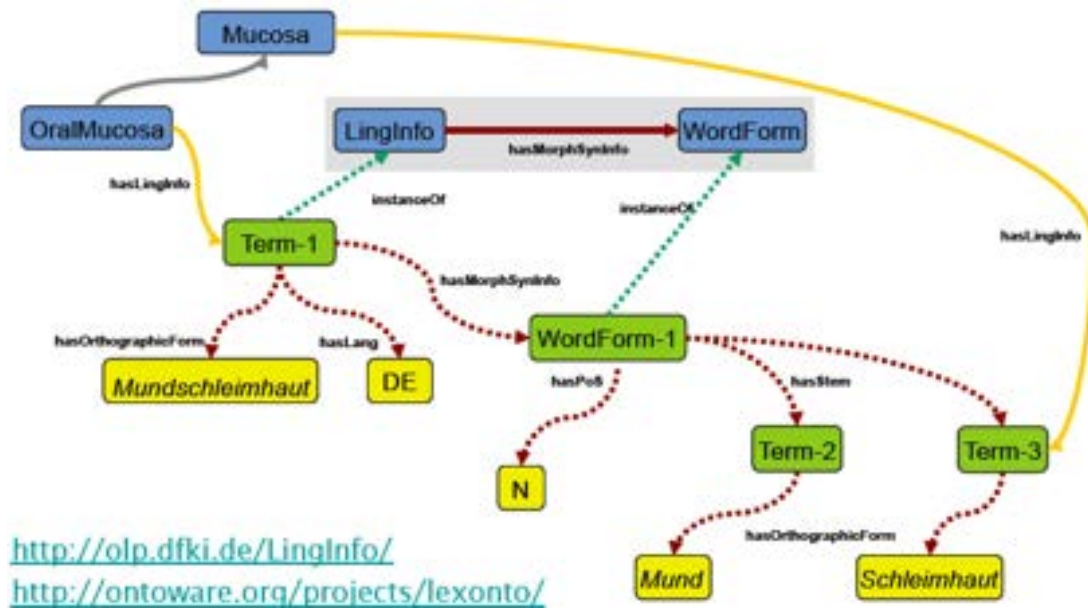 Mucosa
OralMucosa
LingInfo
WordForm
hasMorphSynInfo
hasLingInfo
instanceOf
instanceOf
hasLingInfo
Term-1
hasMorphSynInfo
hasOrthographicForm
hasLang
WordForm-1
Mundschleimhaut
DE
hasPoS
hasStem
Term-2
Term-3
N
hasOrthographicForm
http://olp.dfki.de/LingInfo/
Mund
Schleimhaut
http://ontoware.org/projects/lexonto/